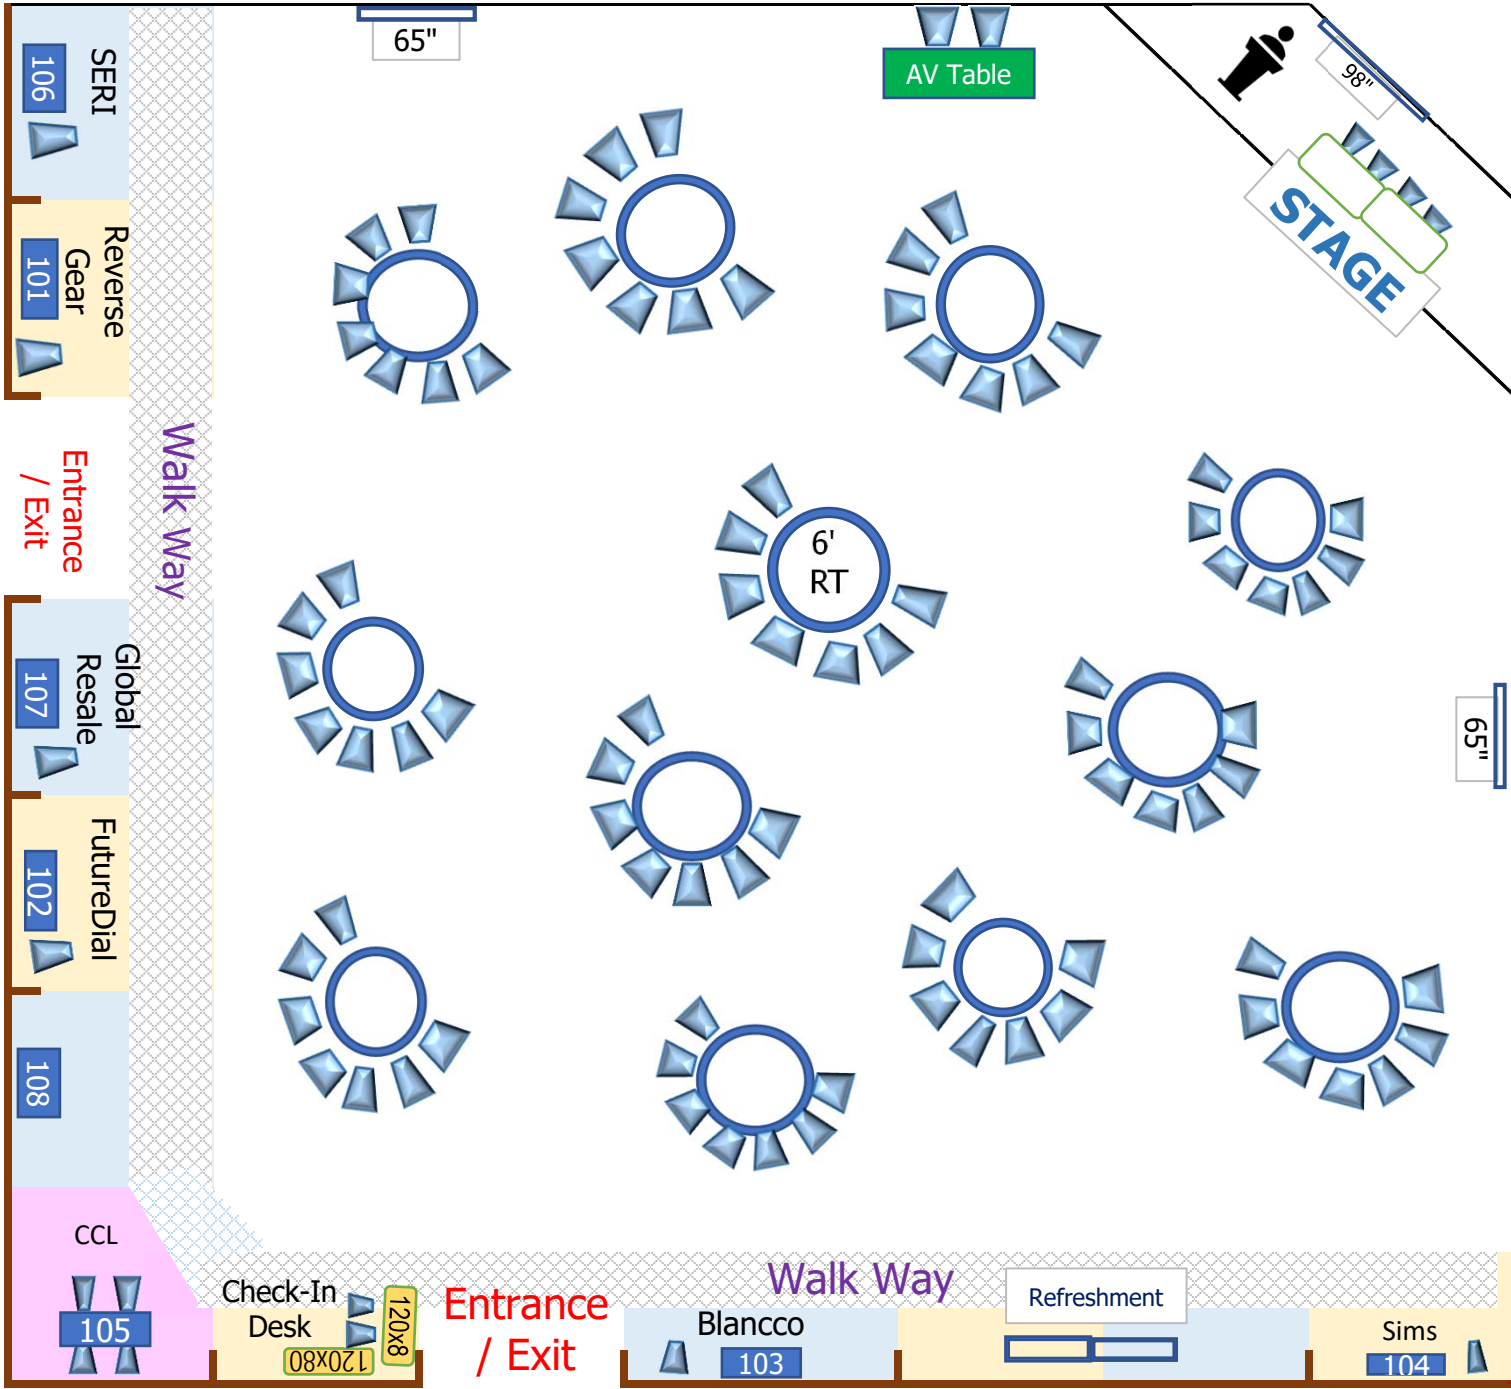 65"
AV Table
98"
STAGE
106
SERI
101
Reverse
Gear
Entrance
/ Exit
Walk Way
6'
RT
107
Global
Resale
65"
102
FutureDial
108
CCL
105
Check-In
Desk
120x8
120x80
Entrance
/ Exit
Walk Way
Blancco
103
Refreshment
Sims
104